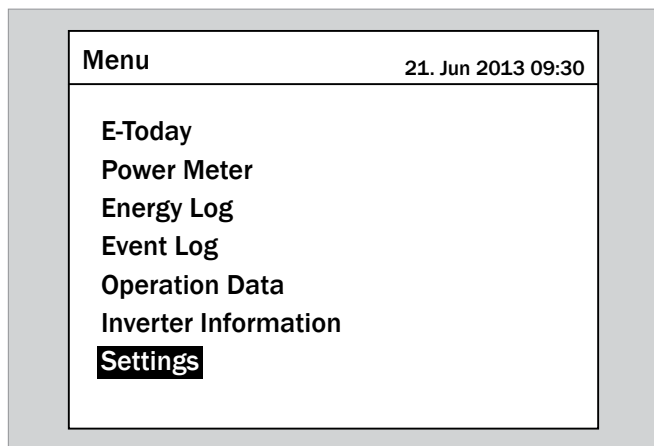 Menu
21. Jun 2013 09:30
E-Today
Power Meter
Energy Log
Event Log
Operation Data
Inverter Information
Settings